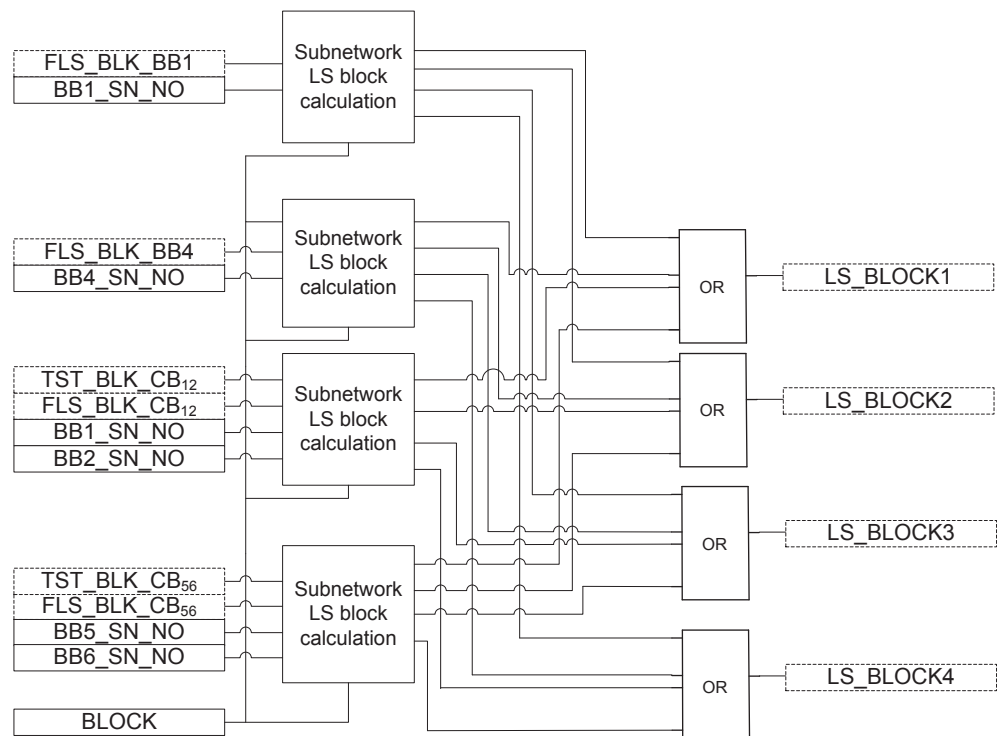 FLS_BLK_BB1
BB1_SN_NO
Subnetwork
LS block
calculation
FLS_BLK_BB4
BB4_SN_NO
Subnetwork
LS block
calculation
TST_BLK_CB₁₂
FLS_BLK_CB₁₂
BB1_SN_NO
BB2_SN_NO
Subnetwork
LS block
calculation
TST_BLK_CB₅₆
FLS_BLK_CB₅₆
BB5_SN_NO
BB6_SN_NO
Subnetwork
LS block
calculation
BLOCK
OR
LS_BLOCK1
OR
LS_BLOCK2
OR
LS_BLOCK3
OR
LS_BLOCK4